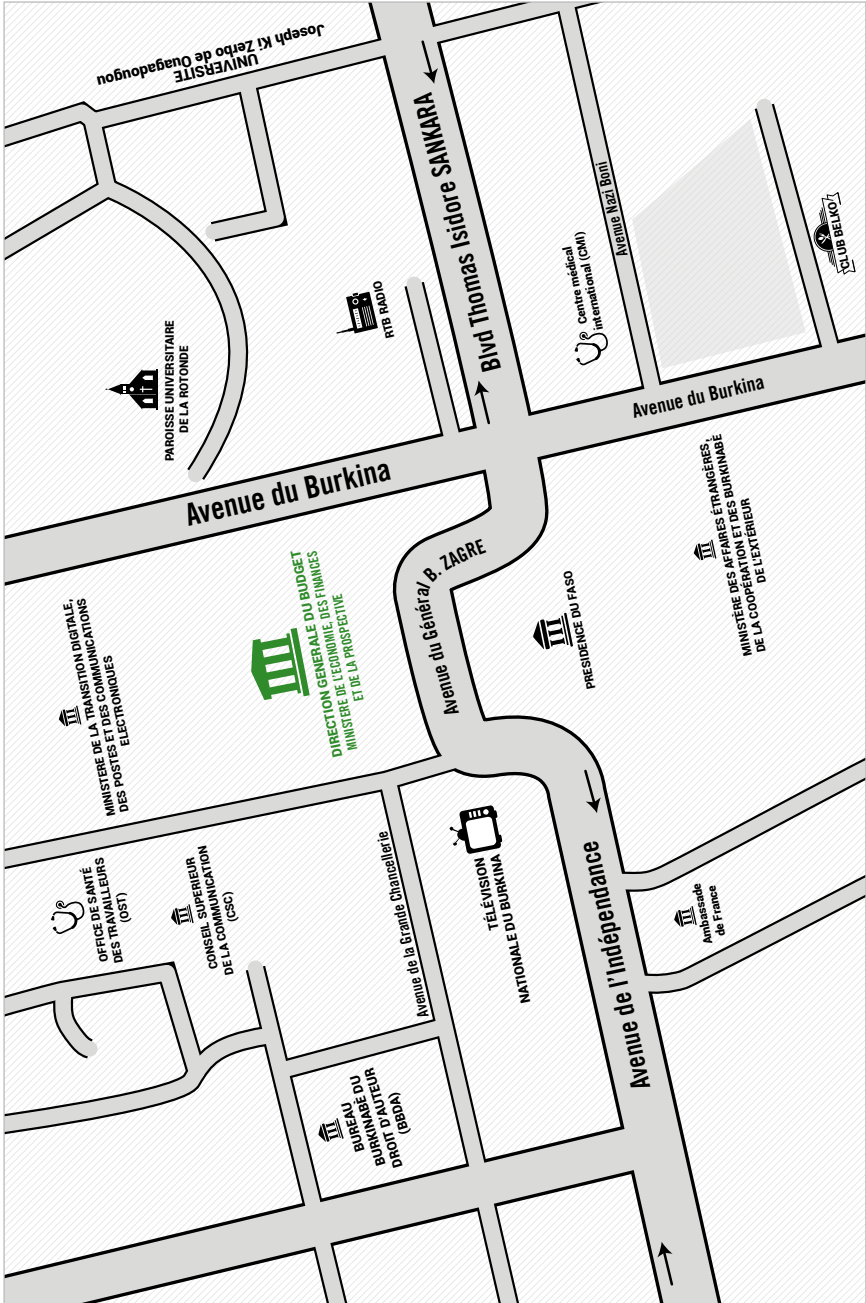 UNIVERSITE
Joseph Ki Zerbo de Ouagadougou
Blvd Thomas Isidore SANKARA
Avenue Nazi Boni
CLUB BELKO
Centre médical
international (CMI)
RTB RADIO
PAROISSE UNIVERSITAIRE
DE LA ROTONDE
Avenue du Burkina
Avenue du Burkina
MINISTÈRE DES AFFAIRES ÉTRANGÈRES,
DE LA COOPÉRATION ET DES BURKINABÈ
DE L'EXTÉRIEUR
Avenue du Général B. ZAGRE
PRESIDENCE DU FASO
DIRECTION GENERALE DU BUDGET
MINISTERE DE L'ECONOMIE, DES FINANCES
ET DE LA PROSPECTIVE
MINISTERE DE LA TRANSITION DIGITALE,
DES POSTES ET DES COMMUNICATIONS
ELECTRONIQUES
OFFICE DE SANTÉ
DES TRAVAILLEURS
(OST)
CONSEIL SUPERIEUR
DE LA COMMUNICATION
(CSC)
Avenue de la Grande Chancellerie
TÉLÉVISION
NATIONALE DU BURKINA
Avenue de l'Indépendance
Ambassade
de France
BUREAU
BURKINABÈ DU
DROIT D'AUTEUR
(BBDA)